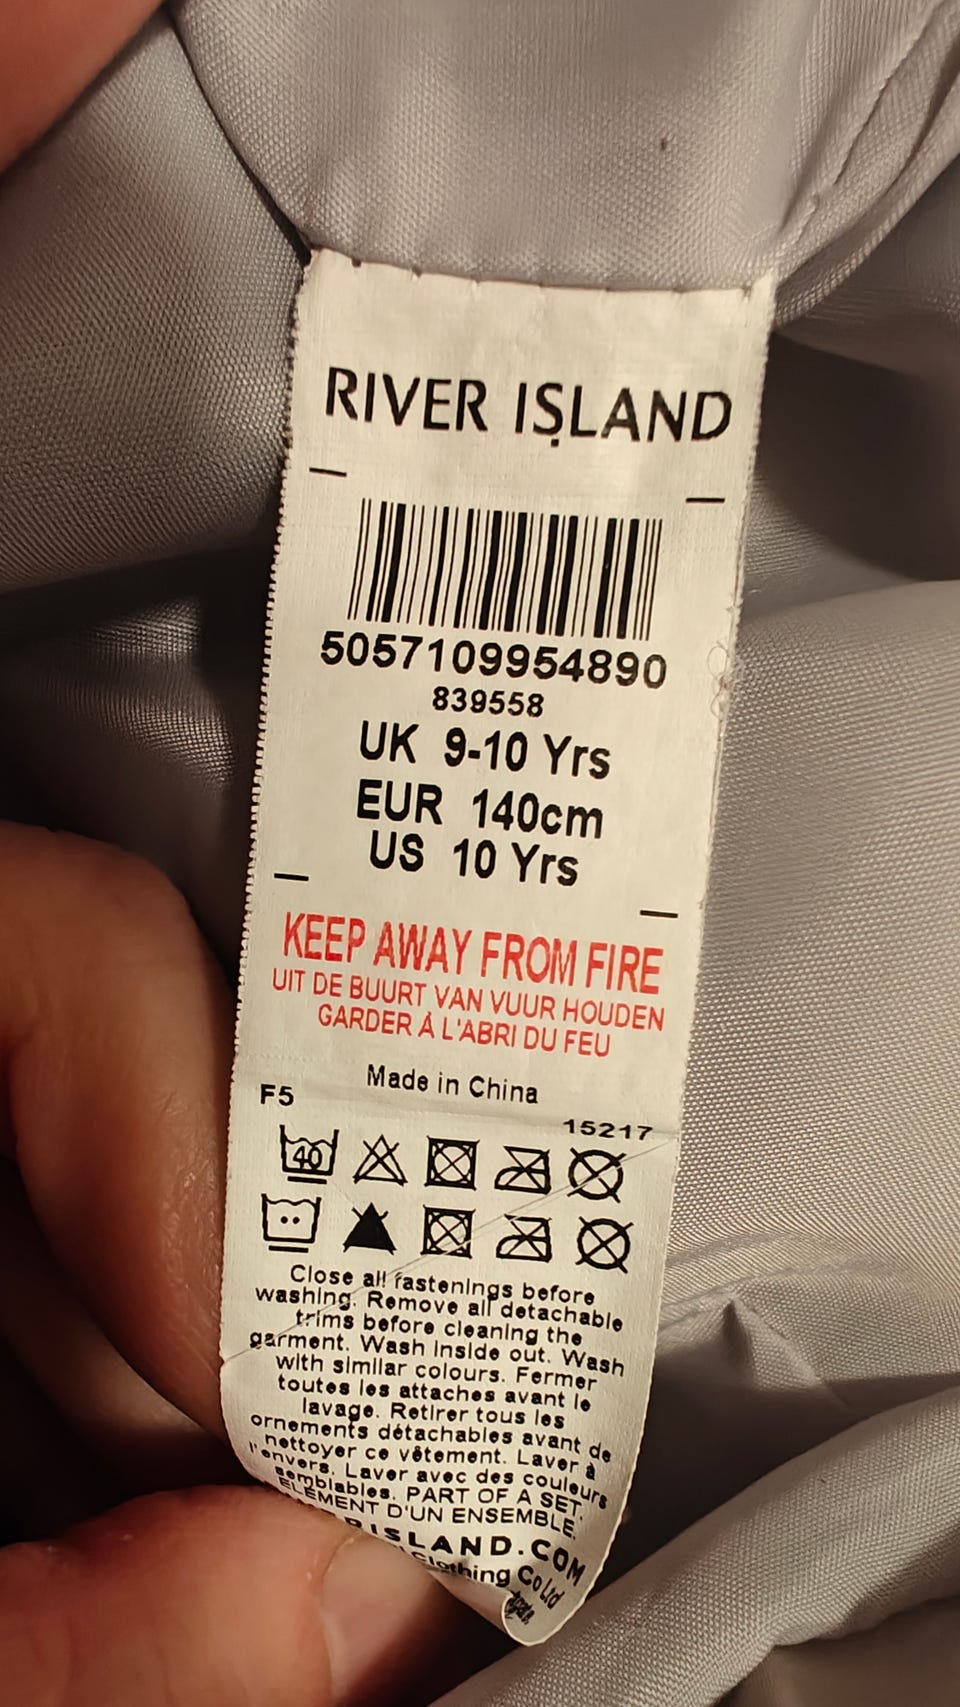 RIVER ISLAND
5057109954890
839558
UK 9-10 Yrs
EUR 140cm
US 10 Yrs
KEEP AWAY FROM FIRE
UIT DE BUURT VAN VUUR HOUDEN
GARDER À L'ABRI DU FEU
Made in China
F5
15217
40
Close all fastenings before
washing. Remove all detachable
trims before cleaning the
garment. Wash inside out. Wash
with similar colours. Fermer
toutes les attaches avant le
lavage. Retirer tous les
ornements détachables avant de
nettoyer ce vêtement. Laver à
l'envers. Laver avec des couleurs
semblables. PART OF A SET.
ELEMENT D'UN ENSEMBLE.
RISLAND.COM
Clothing Co Ltd